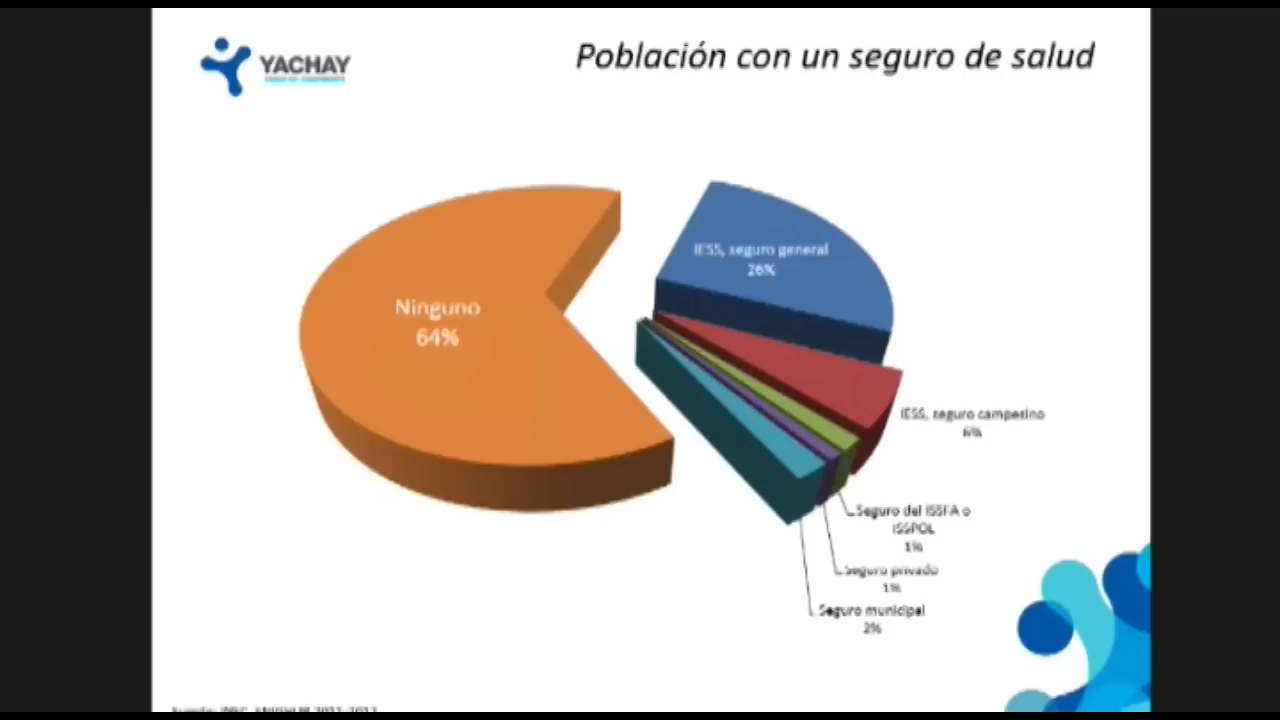 YACHAY
Población con un seguro de salud
IESS, seguro general
26%
Ninguno
64%
IESS, seguro campesino
6%
Seguro del ISSFA o
ISSPOL
1%
Seguro privado
1%
Seguro municipal
2%